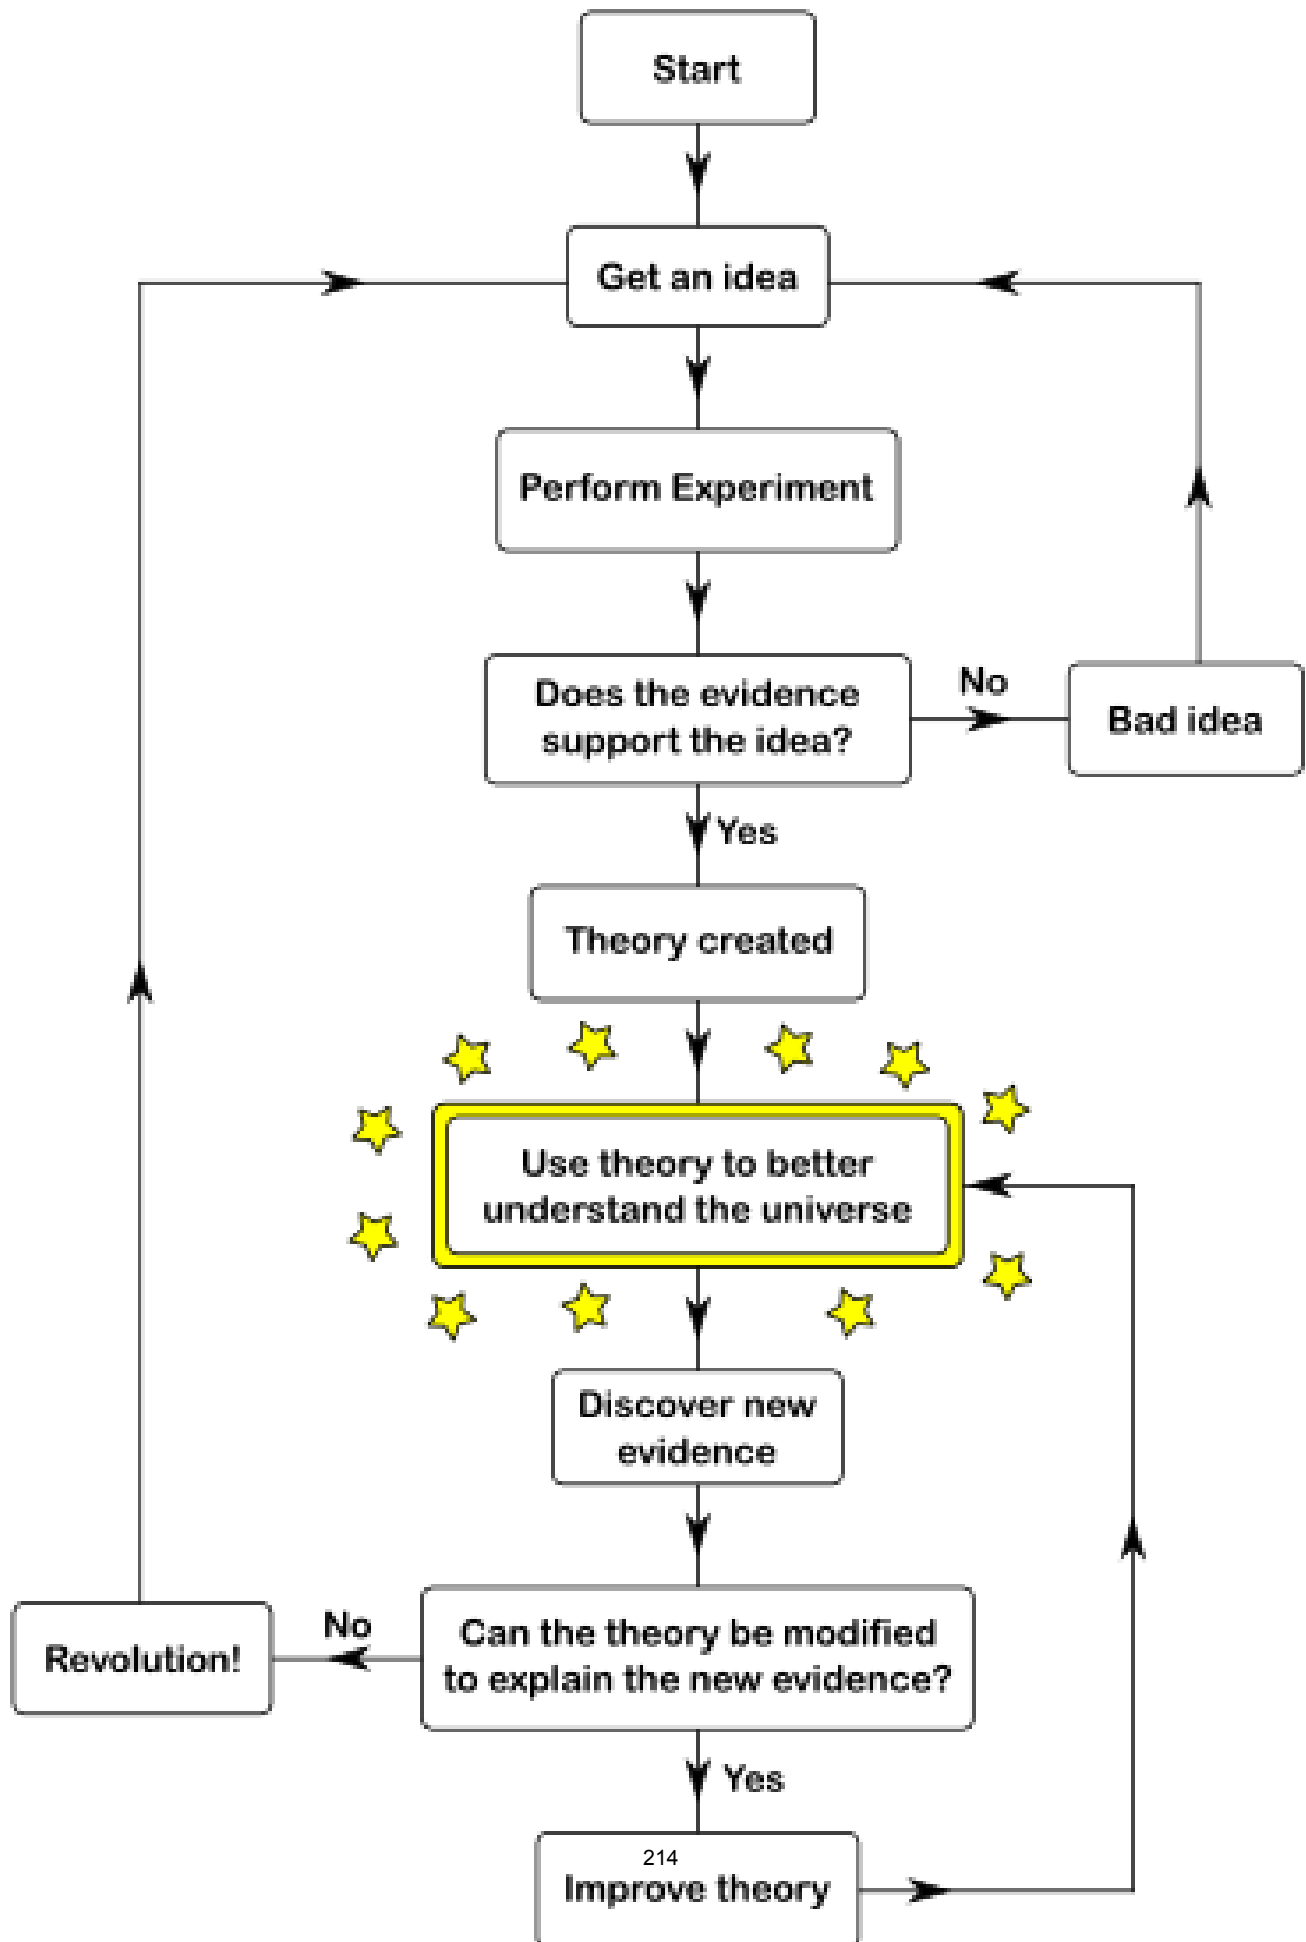 Start
Get an idea
Perform Experiment
Does the evidence
support the idea?
No
Bad idea
Yes
Theory created
Use theory to better
understand the universe
Discover new
evidence
Can the theory be modified
to explain the new evidence?
No
Revolution!
Yes
214
Improve theory